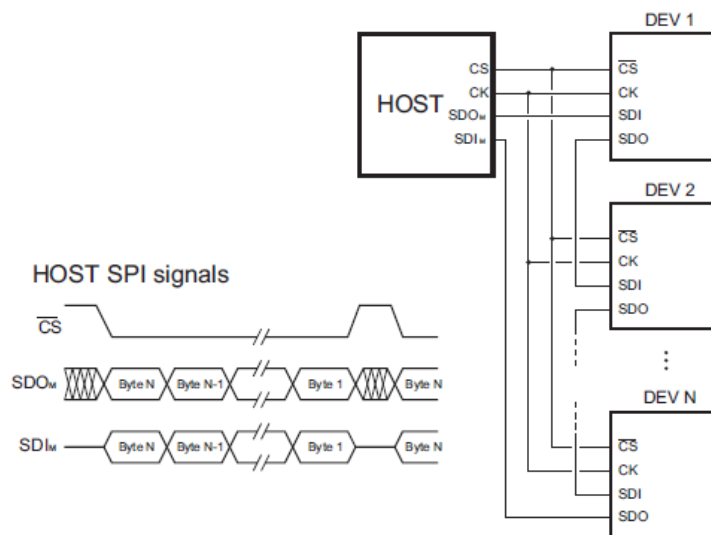 DEV 1
HOST
CS
CK
SDOM
SDIM
CS
CK
SDI
SDO
DEV 2
CS
CK
SDI
SDO
HOST SPI signals
CS
SDOM
Byte N
Byte N-1
Byte 1
Byte N
SDIM
Byte N
Byte N-1
Byte 1
Byte N
DEV N
CS
CK
SDI
SDO